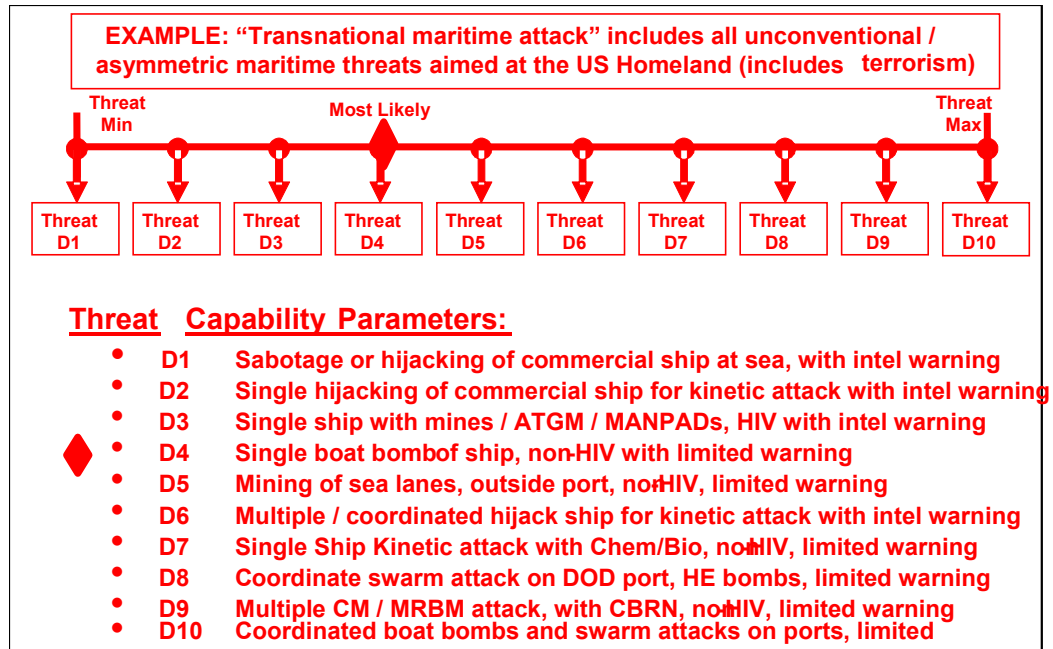 EXAMPLE: “Transnational maritime attack” includes all unconventional /
asymmetric maritime threats aimed at the US Homeland (includes terrorism)
Threat
Min
Most Likely
Threat
Max
Threat
D1
Threat
D2
Threat
D3
Threat
D4
Threat
D5
Threat
D6
Threat
D7
Threat
D8
Threat
D9
Threat
D10
Threat Capability Parameters:
• D1 Sabotage or hijacking of commercial ship at sea, with intel warning
• D2 Single hijacking of commercial ship for kinetic attack with intel warning
• D3 Single ship with mines / ATGM / MANPADs, HIV with intel warning
• D4 Single boat bombof ship, non-HIV with limited warning
• D5 Mining of sea lanes, outside port, non-HIV, limited warning
• D6 Multiple / coordinated hijack ship for kinetic attack with intel warning
• D7 Single Ship Kinetic attack with Chem/Bio, non-HIV, limited warning
• D8 Coordinate swarm attack on DOD port, HE bombs, limited warning
• D9 Multiple CM / MRBM attack, with CBRN, non-HIV, limited warning
• D10 Coordinated boat bombs and swarm attacks on ports, limited